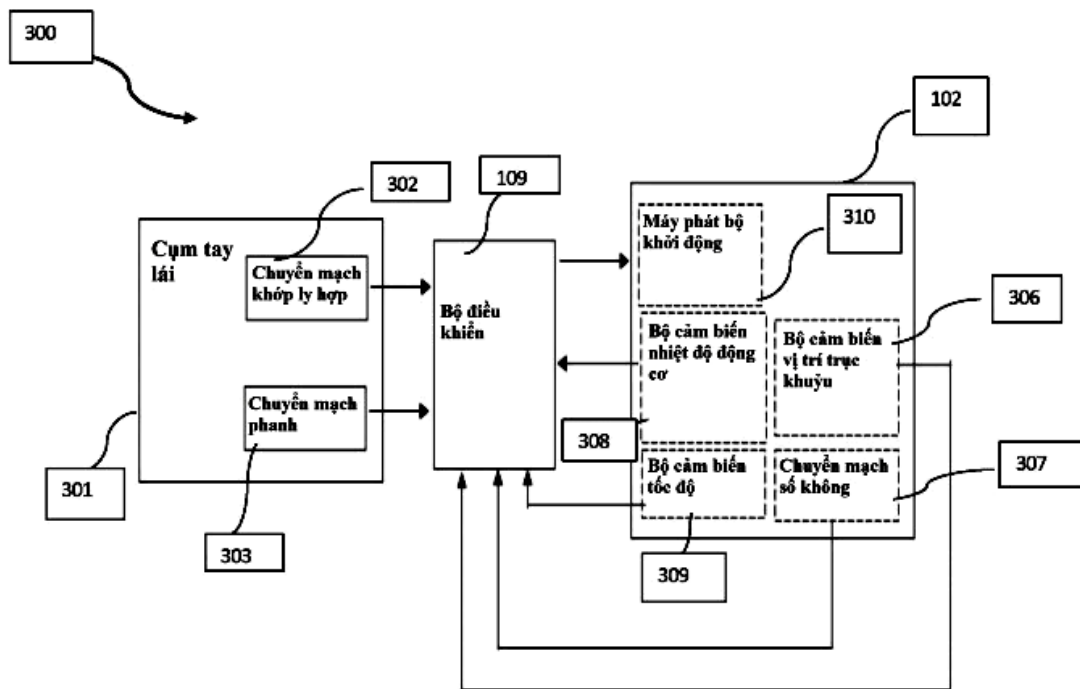 300
102
302
109
310
Máy phát bộ
khởi động
Cụm tay
lái
Chuyển mạch
khớp ly hợp
Bộ điều
khiển
306
Bộ cảm biến
nhiệt độ động
cơ
Bộ cảm biến
vị trí trục
khuỷu
Chuyển mạch
phanh
308
307
301
303
Bộ cảm biến
tốc độ
Chuyển mạch
số không
309